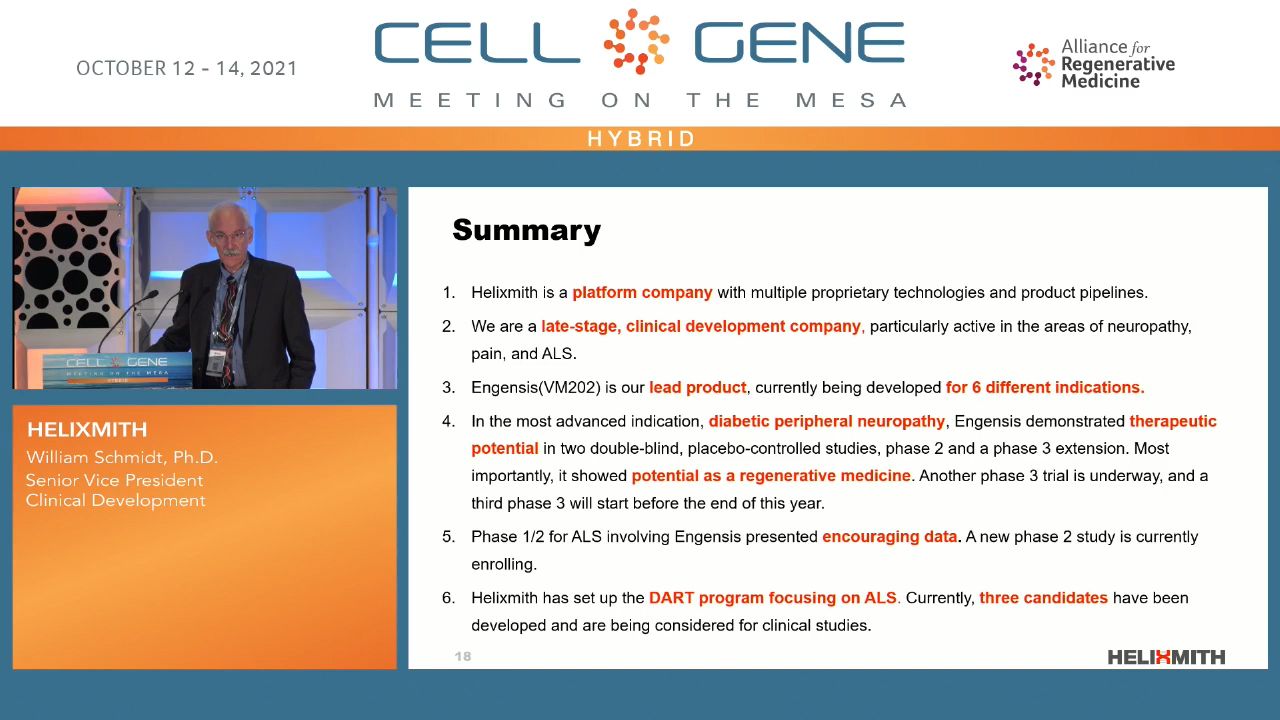 OCTOBER 12 - 14, 2021
CELL GENE
MEETING ON THE MESA
Alliance for
Regenerative
Medicine
HYBRID
CELL GENE
MEETING ON THE MESA
HYBRID
HELIXMITH
William Schmidt, Ph.D.
Senior Vice President
Clinical Development
Summary
1. Helixmith is a platform company with multiple proprietary technologies and product pipelines.
2. We are a late-stage, clinical development company, particularly active in the areas of neuropathy,
pain, and ALS.
3. Engensis(VM202) is our lead product, currently being developed for 6 different indications.
4. In the most advanced indication, diabetic peripheral neuropathy, Engensis demonstrated therapeutic
potential in two double-blind, placebo-controlled studies, phase 2 and a phase 3 extension. Most
importantly, it showed potential as a regenerative medicine. Another phase 3 trial is underway, and a
third phase 3 will start before the end of this year.
5. Phase 1/2 for ALS involving Engensis presented encouraging data. A new phase 2 study is currently
enrolling.
6. Helixmith has set up the DART program focusing on ALS. Currently, three candidates have been
developed and are being considered for clinical studies.
18
HELIXMITH